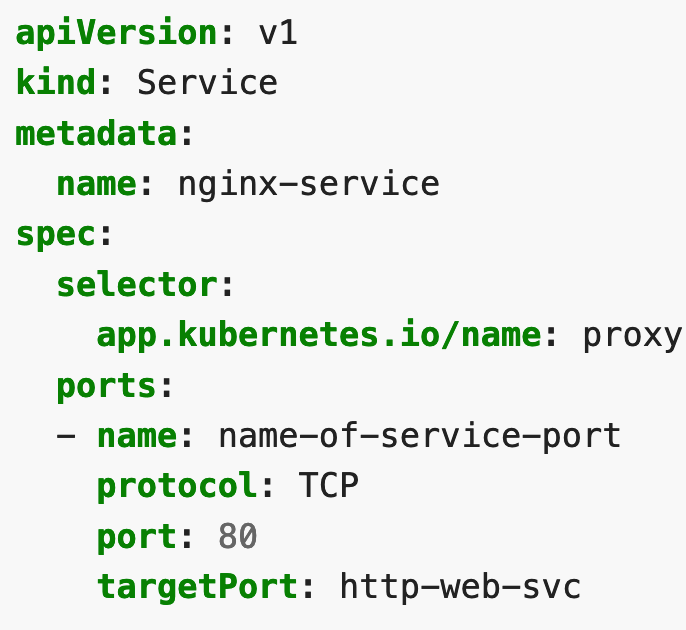 apiVersion: v1
kind: Service
metadata:
  name: nginx-service
spec:
  selector:
    app.kubernetes.io/name: proxy
  ports:
  - name: name-of-service-port
    protocol: TCP
    port: 80
    targetPort: http-web-svc